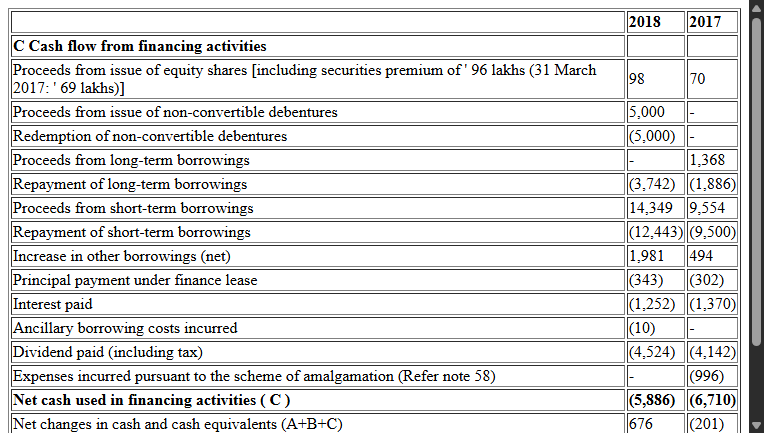 2018 2017
C Cash flow from financing activities
Proceeds from issue of equity shares [including securities premium of ' 96 lakhs (31 March 2017: ' 69 lakhs)] 98 70
Proceeds from issue of non-convertible debentures 5,000 -
Redemption of non-convertible debentures (5,000) -
Proceeds from long-term borrowings - 1,368
Repayment of long-term borrowings (3,742) (1,886)
Proceeds from short-term borrowings 14,349 9,554
Repayment of short-term borrowings (12,443) (9,500)
Increase in other borrowings (net) 1,981 494
Principal payment under finance lease (343) (302)
Interest paid (1,252) (1,370)
Ancillary borrowing costs incurred (10) -
Dividend paid (including tax) (4,524) (4,142)
Expenses incurred pursuant to the scheme of amalgamation (Refer note 58) - (996)
Net cash used in financing activities ( C ) (5,886) (6,710)
Net changes in cash and cash equivalents (A+B+C) 676 (201)